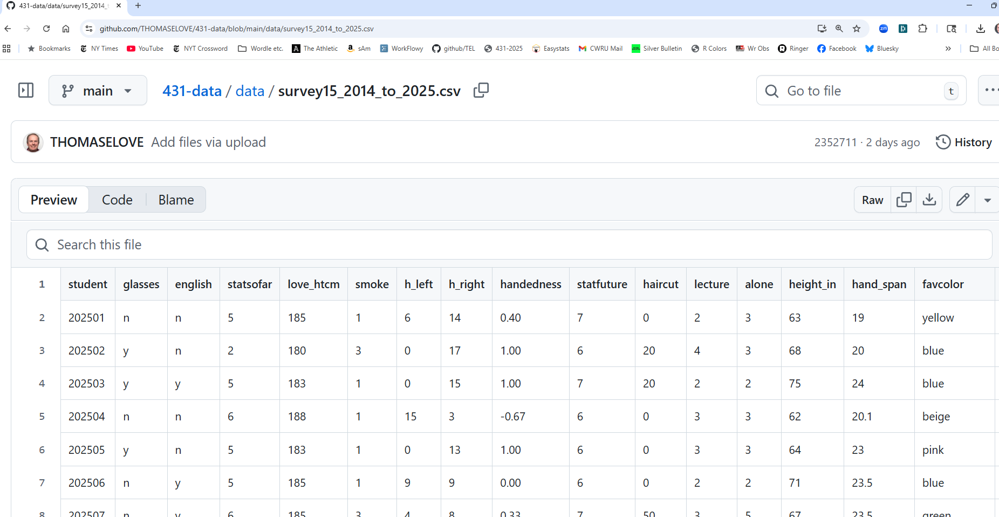 431-data/data/survey15_2014_t
github.com/THOMASELOVE/431-data/blob/main/data/survey15_2014_to_2025.csv
Bookmarks NY Times YouTube NYT Crossword Wordle etc. The Athletic sAm WorkFlowy github/TEL 431-2025 Easystats CWRU Mail Silver Bulletin R Colors Wr Obs Ringer Facebook Bluesky » All Bo
main 431-data / data / survey15_2014_to_2025.csv Go to file t
THOMASELOVE Add files via upload 2352711 · 2 days ago History
Preview Code Blame Raw
Search this file
1 student glasses english statsofar love_htcm smoke h_left h_right handedness statfuture haircut lecture alone height_in hand_span favcolor
2 202501 n n 5 185 1 6 14 0.40 7 0 2 3 63 19 yellow
3 202502 y n 2 180 3 0 17 1.00 6 20 4 3 68 20 blue
4 202503 y y 5 183 1 0 15 1.00 7 20 2 2 75 24 blue
5 202504 n n 6 188 1 15 3 -0.67 6 0 3 3 62 20.1 beige
6 202505 y n 5 183 1 0 13 1.00 6 0 3 3 64 23 pink
7 202506 n y 5 185 1 9 9 0.00 6 0 2 2 71 23.5 blue
8 202507 n y 6 185 3 4 8 0.33 7 50 3 5 67 23.5 green